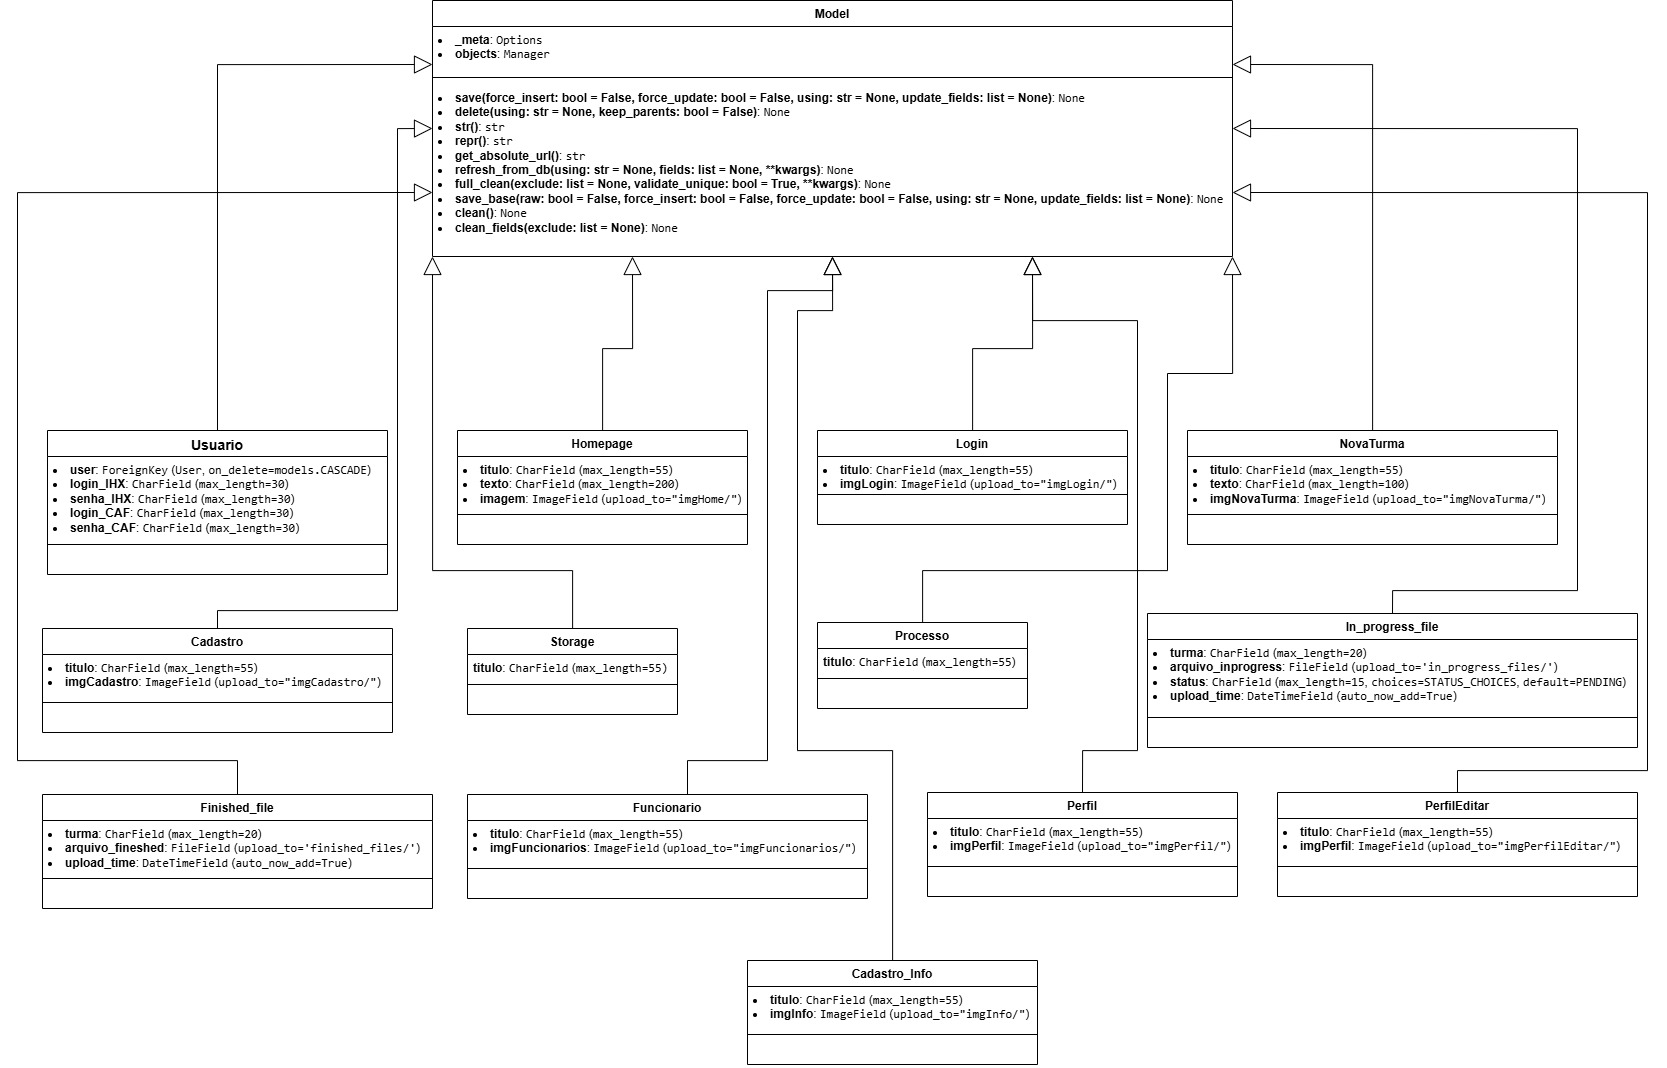 Model
• _meta: Options
• objects: Manager
• save(force_insert: bool = False, force_update: bool = False, using: str = None, update_fields: list = None): None
• delete(using: str = None, keep_parents: bool = False): None
• str(): str
• repr(): str
• get_absolute_url(): str
• refresh_from_db(using: str = None, fields: list = None, **kwargs): None
• full_clean(exclude: list = None, validate_unique: bool = True, **kwargs): None
• save_base(raw: bool = False, force_insert: bool = False, force_update: bool = False, using: str = None, update_fields: list = None): None
• clean(): None
• clean_fields(exclude: list = None): None
Usuario
• user: ForeignKey (User, on_delete=models.CASCADE)
• login_IHX: CharField (max_length=30)
• senha_IHX: CharField (max_length=30)
• login_CAF: CharField (max_length=30)
• senha_CAF: CharField (max_length=30)
Homepage
• titulo: CharField (max_length=55)
• texto: CharField (max_length=200)
• imagem: ImageField (upload_to="imgHome/")
Login
• titulo: CharField (max_length=55)
• imgLogin: ImageField (upload_to="imgLogin/")
NovaTurma
• titulo: CharField (max_length=55)
• texto: CharField (max_length=100)
• imgNovaTurma: ImageField (upload_to="imgNovaTurma/")
Cadastro
• titulo: CharField (max_length=55)
• imgCadastro: ImageField (upload_to="imgCadastro/")
Storage
titulo: CharField (max_length=55)
Processo
titulo: CharField (max_length=55)
In_progress_file
• turma: CharField (max_length=20)
• arquivo_inprogress: FileField (upload_to='in_progress_files/')
• status: CharField (max_length=15, choices=STATUS_CHOICES, default=PENDING)
• upload_time: DateTimeField (auto_now_add=True)
Finished_file
• turma: CharField (max_length=20)
• arquivo_fineshed: FileField (upload_to='finished_files/')
• upload_time: DateTimeField (auto_now_add=True)
Funcionario
• titulo: CharField (max_length=55)
• imgFuncionarios: ImageField (upload_to="imgFuncionarios/")
Perfil
• titulo: CharField (max_length=55)
• imgPerfil: ImageField (upload_to="imgPerfil/")
PerfilEditar
• titulo: CharField (max_length=55)
• imgPerfil: ImageField (upload_to="imgPerfilEditar/")
Cadastro_Info
• titulo: CharField (max_length=55)
• imgInfo: ImageField (upload_to="imgInfo/")